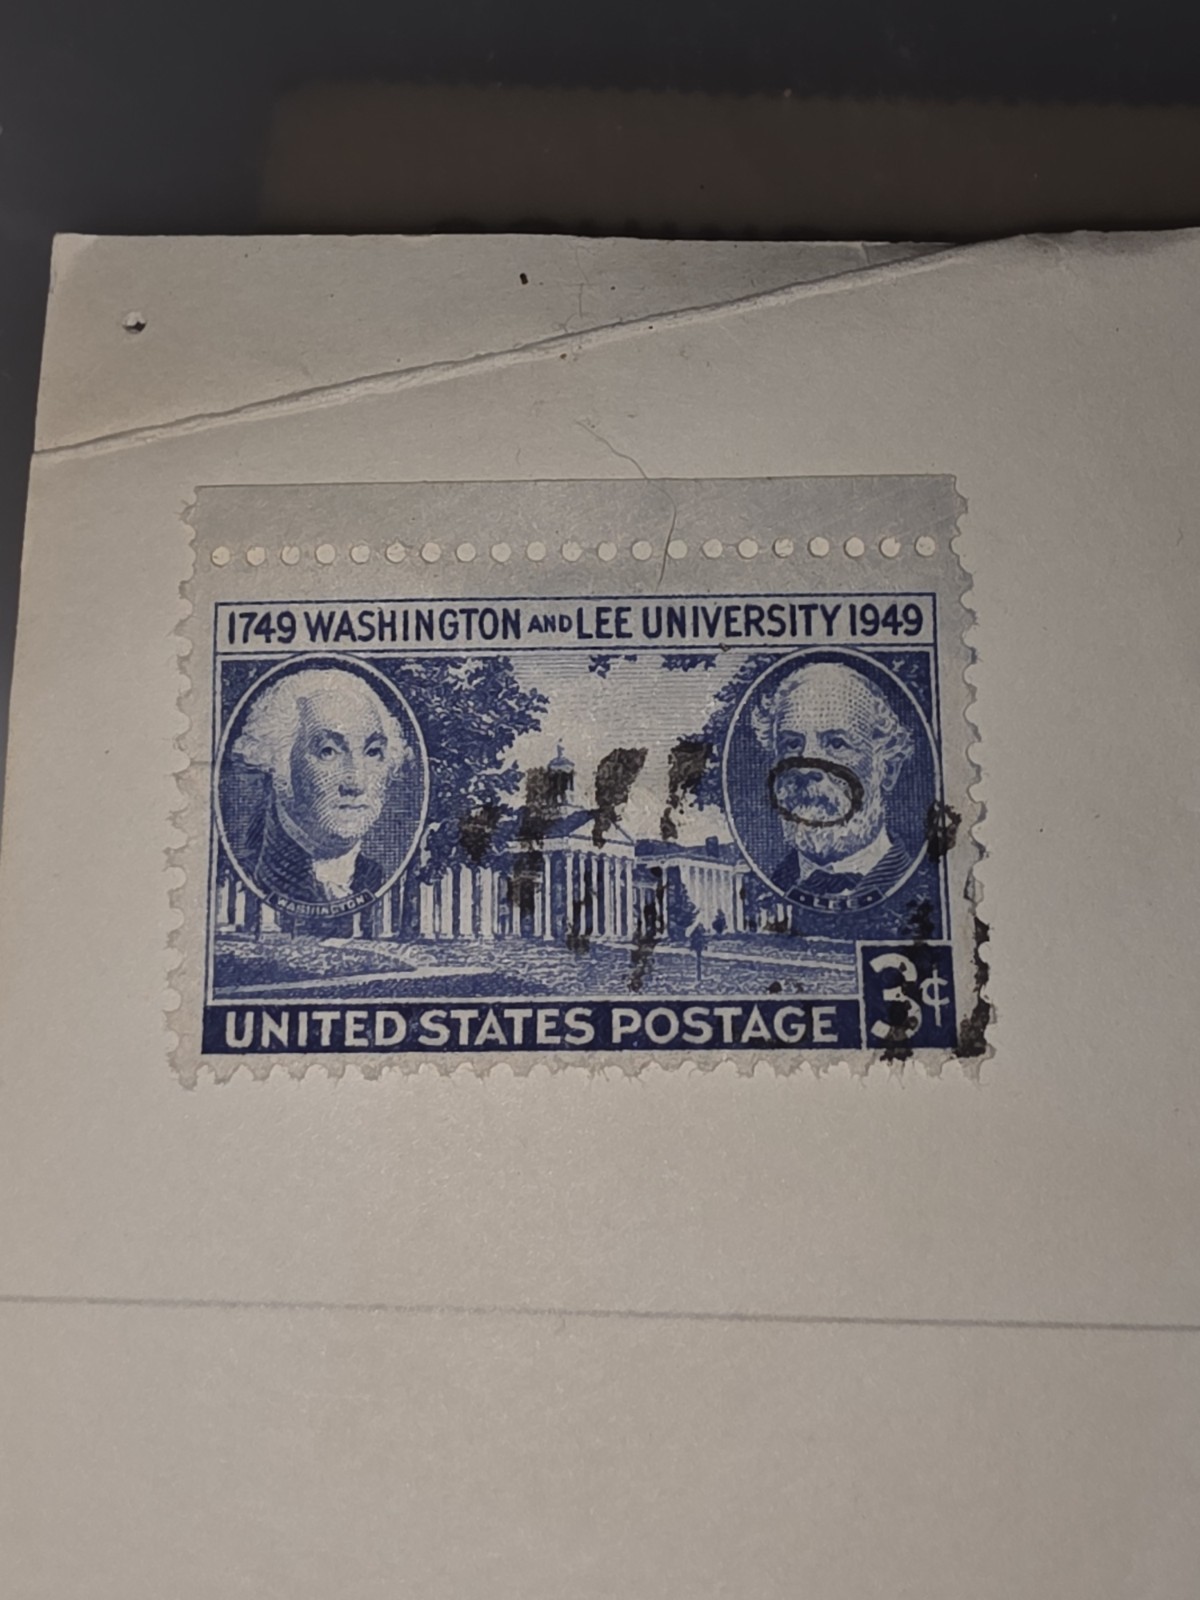 1749 WASHINGTON AND LEE UNIVERSITY 1949
WASHINGTON
• LEE •
3¢
UNITED STATES POSTAGE